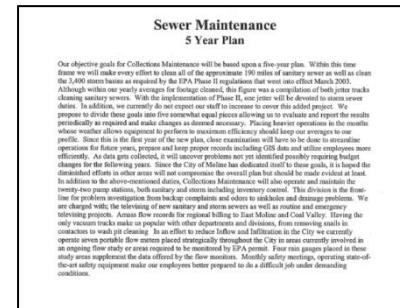 Sewer Maintenance
5 Year Plan
Our objective goals for Collections Maintenance will be based upon a five-year plan. Within this time
frame we will make every effort to clean all of the approximate 190 miles of sanitary sewer as well as clean
the 3,400 storm basins as required by the EPA Phase II regulations that went into effect March 2003.
Although within our yearly averages for footage cleaned, this figure was a compilation of both jetter trucks
cleaning sanitary sewers. With the implementation of Phase II, one jetter will be devoted to storm sewer
duties. In addition, we currently do not expect our staff to increase to cover this added project. We
propose to divide these goals into five somewhat equal pieces allowing us to evaluate and report the results
periodically as required and make changes as deemed necessary. Placing heavier operations in the months
whose weather allows equipment to perform to maximum efficiency should keep our averages to our
profile. Since this is the first year of the new plan, close examination will have to be done to streamline
operations for future years, prepare and keep proper records including GIS data and utilize employees more
efficiently. As data gets collected, it will uncover problems not yet identified possibly requiring budget
changes for the following years. Since the City of Moline has dedicated itself to these goals, it is hoped the
diminished efforts in other areas will not compromise the overall plan but should be made evident at least.
In addition to the above-mentioned duties, Collections Maintenance will also operate and maintain the
twenty-two pump stations, both sanitary and storm including inventory control. This division is the front-
line for problem investigation from backup complaints and odors to sinkholes and drainage problems. We
are charged with; the televising of new sanitary and storm sewers as well as routine and emergency
televising projects. Amass flow records for regional billing to East Moline and Coal Valley. Having the
only vacuum trucks make us popular with other departments and divisions, from removing snails in
contactors to wash pit cleaning. In an effort to reduce Inflow and Infiltration in the City we currently
operate seven portable flow meters placed strategically throughout the City in areas currently involved in
an ongoing flow study or areas required to be monitored by EPA permit. Four rain gauges placed in these
study areas supplement the data offered by the flow monitors. Monthly safety meetings, operating state-of-
the-art safety equipment make our employees better prepared to do a difficult job under demanding
conditions.